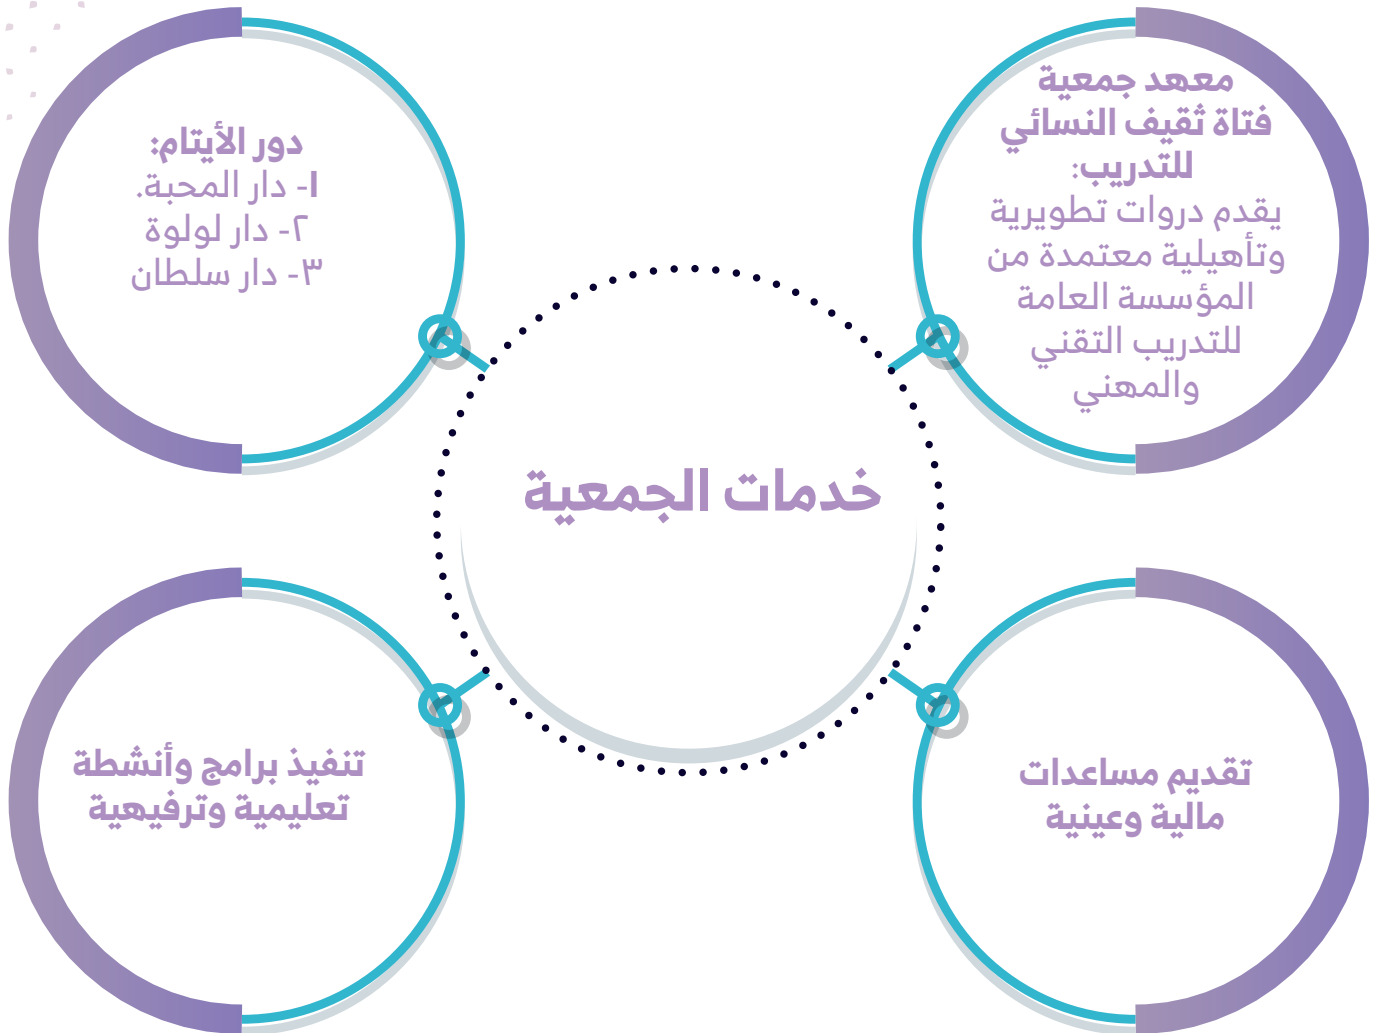 معهد جمعية
فتاة ثقيف النسائي
للتدريب:
يقدم دروات تطويرية
وتأهيلية معتمدة من
المؤسسة العامة
للتدريب التقني
والمهني
دور الأيتام:
١- دار المحبة.
٢- دار لولوة
٣- دار سلطان
خدمات الجمعية
تقديم مساعدات
مالية وعينية
تنفيذ برامج وأنشطة
تعليمية وترفيهية